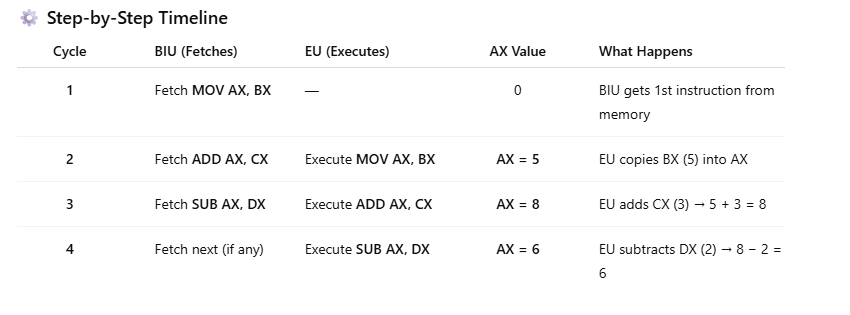 ⚙️ Step-by-Step Timeline
Cycle BIU (Fetches) EU (Executes) AX Value What Happens
1 Fetch MOV AX, BX — 0 BIU gets 1st instruction from
memory
2 Fetch ADD AX, CX Execute MOV AX, BX AX = 5 EU copies BX (5) into AX
3 Fetch SUB AX, DX Execute ADD AX, CX AX = 8 EU adds CX (3) → 5 + 3 = 8
4 Fetch next (if any) Execute SUB AX, DX AX = 6 EU subtracts DX (2) → 8 − 2 =
6